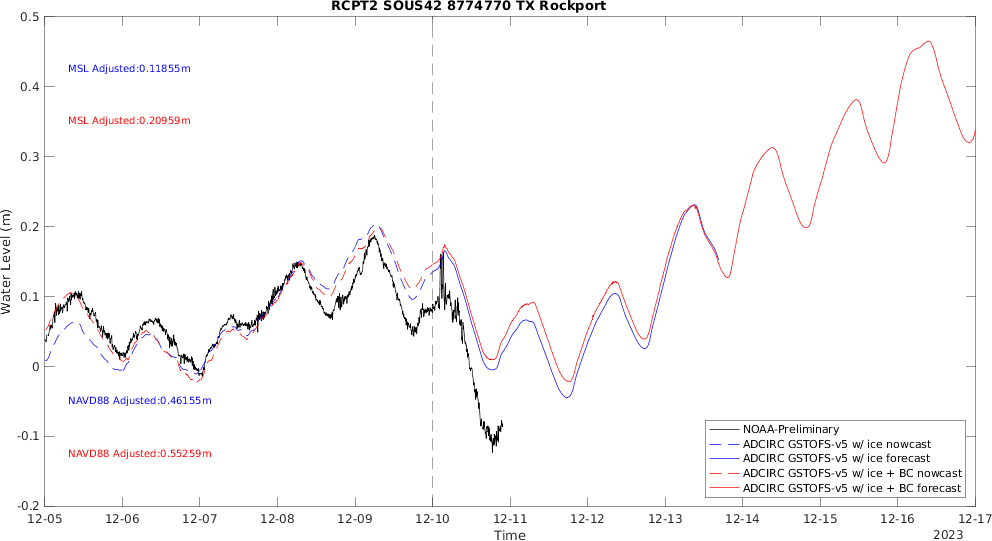 RCPT2 SOUS42 8774770 TX Rockport
0.5
0.4
0.3
0.2
0.1
0
-0.1
-0.2
Water Level (m)
MSL Adjusted:0.11855m
MSL Adjusted:0.20959m
NAVD88 Adjusted:0.46155m
NAVD88 Adjusted:0.55259m
NOAA-Preliminary
ADCIRC GSTOFS-v5 w/ ice nowcast
ADCIRC GSTOFS-v5 w/ ice forecast
ADCIRC GSTOFS-v5 w/ ice + BC nowcast
ADCIRC GSTOFS-v5 w/ ice + BC forecast
12-05 12-06 12-07 12-08 12-09 12-10 12-11 12-12 12-13 12-14 12-15 12-16 12-17
Time
2023